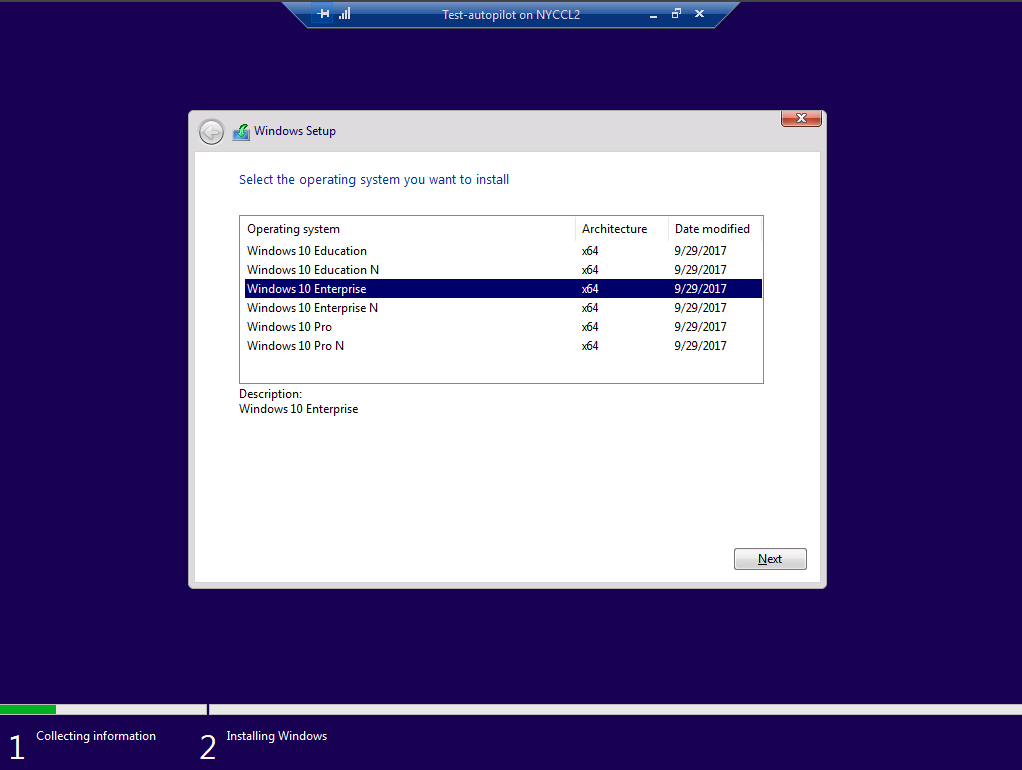 Test-autopilot on NYCCL2
Windows Setup
Select the operating system you want to install
Operating system Architecture Date modified
Windows 10 Education x64 9/29/2017
Windows 10 Education N x64 9/29/2017
Windows 10 Enterprise x64 9/29/2017
Windows 10 Enterprise N x64 9/29/2017
Windows 10 Pro x64 9/29/2017
Windows 10 Pro N x64 9/29/2017
Description:
Windows 10 Enterprise
Next
1 Collecting information 2 Installing Windows